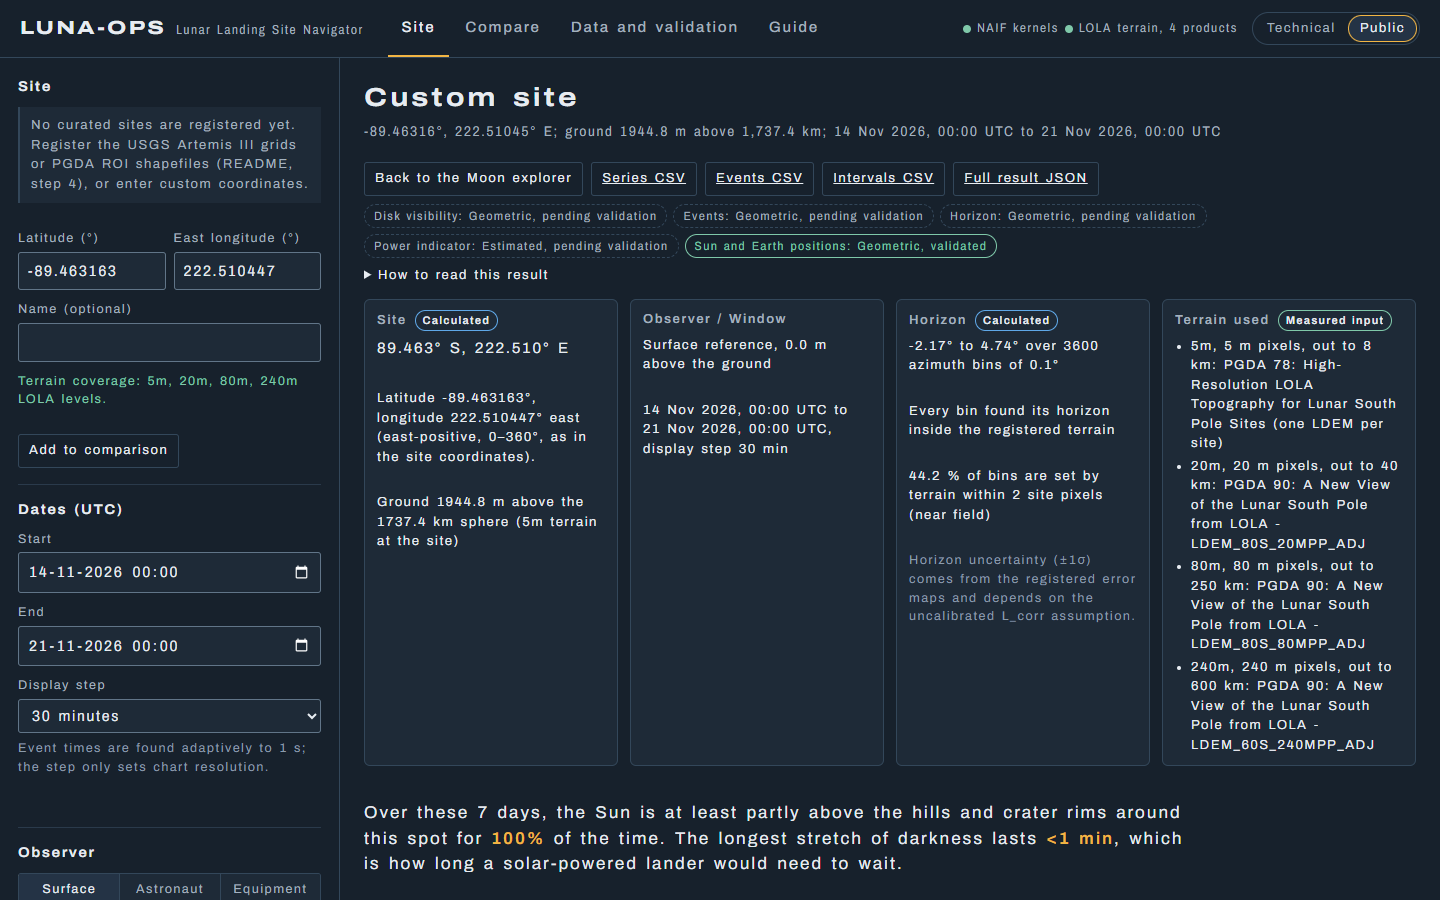 LUNA-OPS Lunar Landing Site Navigator Site Compare Data and validation Guide NAIF kernels LOLA terrain, 4 products Technical Public
Site
No curated sites are registered yet.
Register the USGS Artemis III grids
or PGDA ROI shapefiles (README,
step 4), or enter custom coordinates.
Latitude (°) East longitude (°)
-89.463163 222.510447
Name (optional)
Terrain coverage: 5m, 20m, 80m, 240m
LOLA levels.
Add to comparison
Dates (UTC)
Start
14-11-2026 00:00
End
21-11-2026 00:00
Display step
30 minutes
Event times are found adaptively to 1 s;
the step only sets chart resolution.
Observer
Surface Astronaut Equipment
Custom site
-89.46316°, 222.51045° E; ground 1944.8 m above 1,737.4 km; 14 Nov 2026, 00:00 UTC to 21 Nov 2026, 00:00 UTC
Back to the Moon explorer Series CSV Events CSV Intervals CSV Full result JSON
Disk visibility: Geometric, pending validation Events: Geometric, pending validation Horizon: Geometric, pending validation
Power indicator: Estimated, pending validation Sun and Earth positions: Geometric, validated
How to read this result
Site Calculated
89.463° S, 222.510° E
Latitude -89.463163°,
longitude 222.510447° east
(east-positive, 0–360°, as in
the site coordinates).
Ground 1944.8 m above the
1737.4 km sphere (5m terrain
at the site)
Observer / Window
Surface reference, 0.0 m
above the ground
14 Nov 2026, 00:00 UTC to
21 Nov 2026, 00:00 UTC,
display step 30 min
Horizon Calculated
-2.17° to 4.74° over 3600
azimuth bins of 0.1°
Every bin found its horizon
inside the registered terrain
44.2 % of bins are set by
terrain within 2 site pixels
(near field)
Horizon uncertainty (±1σ)
comes from the registered error
maps and depends on the
uncalibrated L_corr assumption.
Terrain used Measured input
• 5m, 5 m pixels, out to 8
km: PGDA 78: High-
Resolution LOLA
Topography for Lunar South
Pole Sites (one LDEM per
site)
• 20m, 20 m pixels, out to 40
km: PGDA 90: A New View
of the Lunar South Pole
from LOLA -
LDEM_80S_20MPP_ADJ
• 80m, 80 m pixels, out to
250 km: PGDA 90: A New
View of the Lunar South
Pole from LOLA -
LDEM_80S_80MPP_ADJ
• 240m, 240 m pixels, out to
600 km: PGDA 90: A New
View of the Lunar South
Pole from LOLA -
LDEM_60S_240MPP_ADJ
Over these 7 days, the Sun is at least partly above the hills and crater rims around
this spot for 100% of the time. The longest stretch of darkness lasts <1 min, which
is how long a solar-powered lander would need to wait.